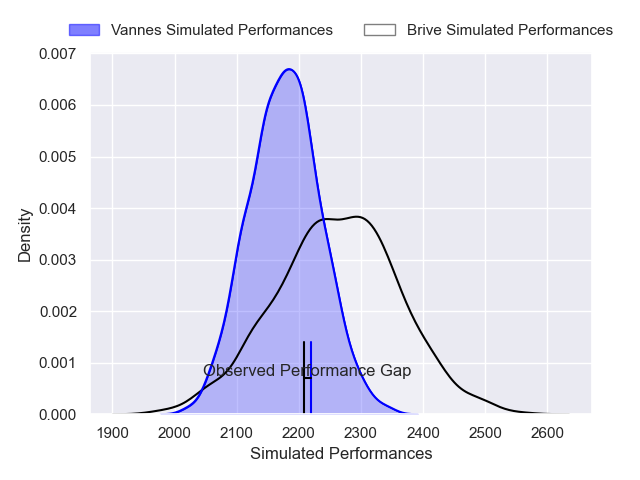 Vannes Simulated Performances
Brive Simulated Performances
0.007
0.006
0.005
0.004
0.003
0.002
0.001
0.000
Density
Observed Performance Gap
1900 2000 2100 2200 2300 2400 2500 2600
Simulated Performances